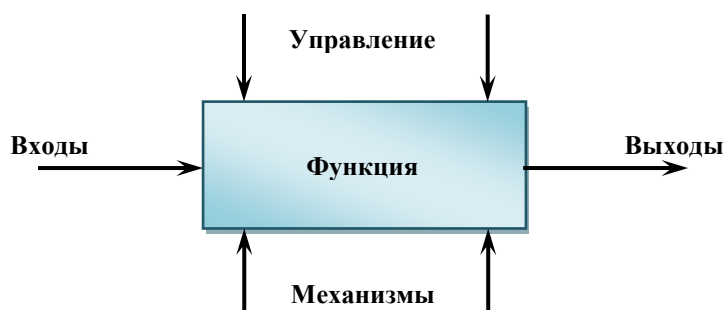 Управление
Входы
Функция
Выходы
Механизмы